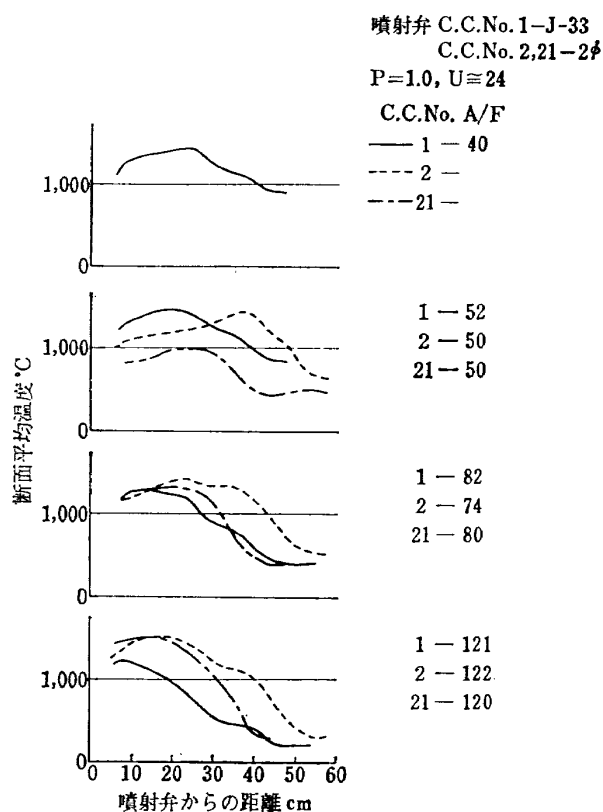 噴射弁 C.C.No.1-J-33
C.C.No.2,21-2φ
P=1.0, U≅24
C.C.No. A/F
1 — 40
2 —
21 —
1,000
0
1 — 52
2 — 50
21 — 50
1,000
0
断面平均温度°C
1 — 82
2 — 74
21 — 80
1,000
0
1 — 121
2 — 122
21 — 120
1,000
0
0 10 20 30 40 50 60
噴射弁からの距離 cm